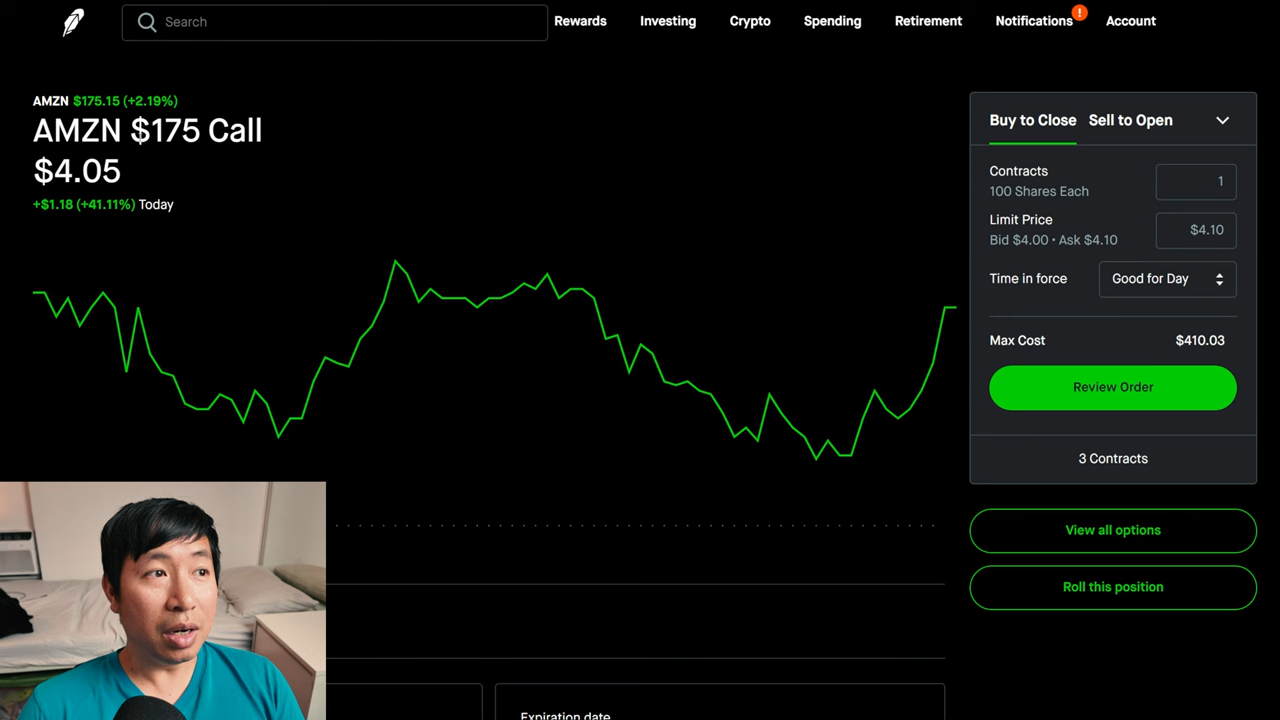 Search
Rewards
Investing
Crypto
Spending
Retirement
Notifications
!
Account
AMZN $175.15 (+2.19%)
AMZN $175 Call
$4.05
+$1.18 (+41.11%) Today
Buy to Close
Sell to Open
Contracts
100 Shares Each
1
Limit Price
Bid $4.00 • Ask $4.10
$4.10
Time in force
Good for Day
Max Cost
$410.03
Review Order
3 Contracts
View all options
Roll this position
Expiration date